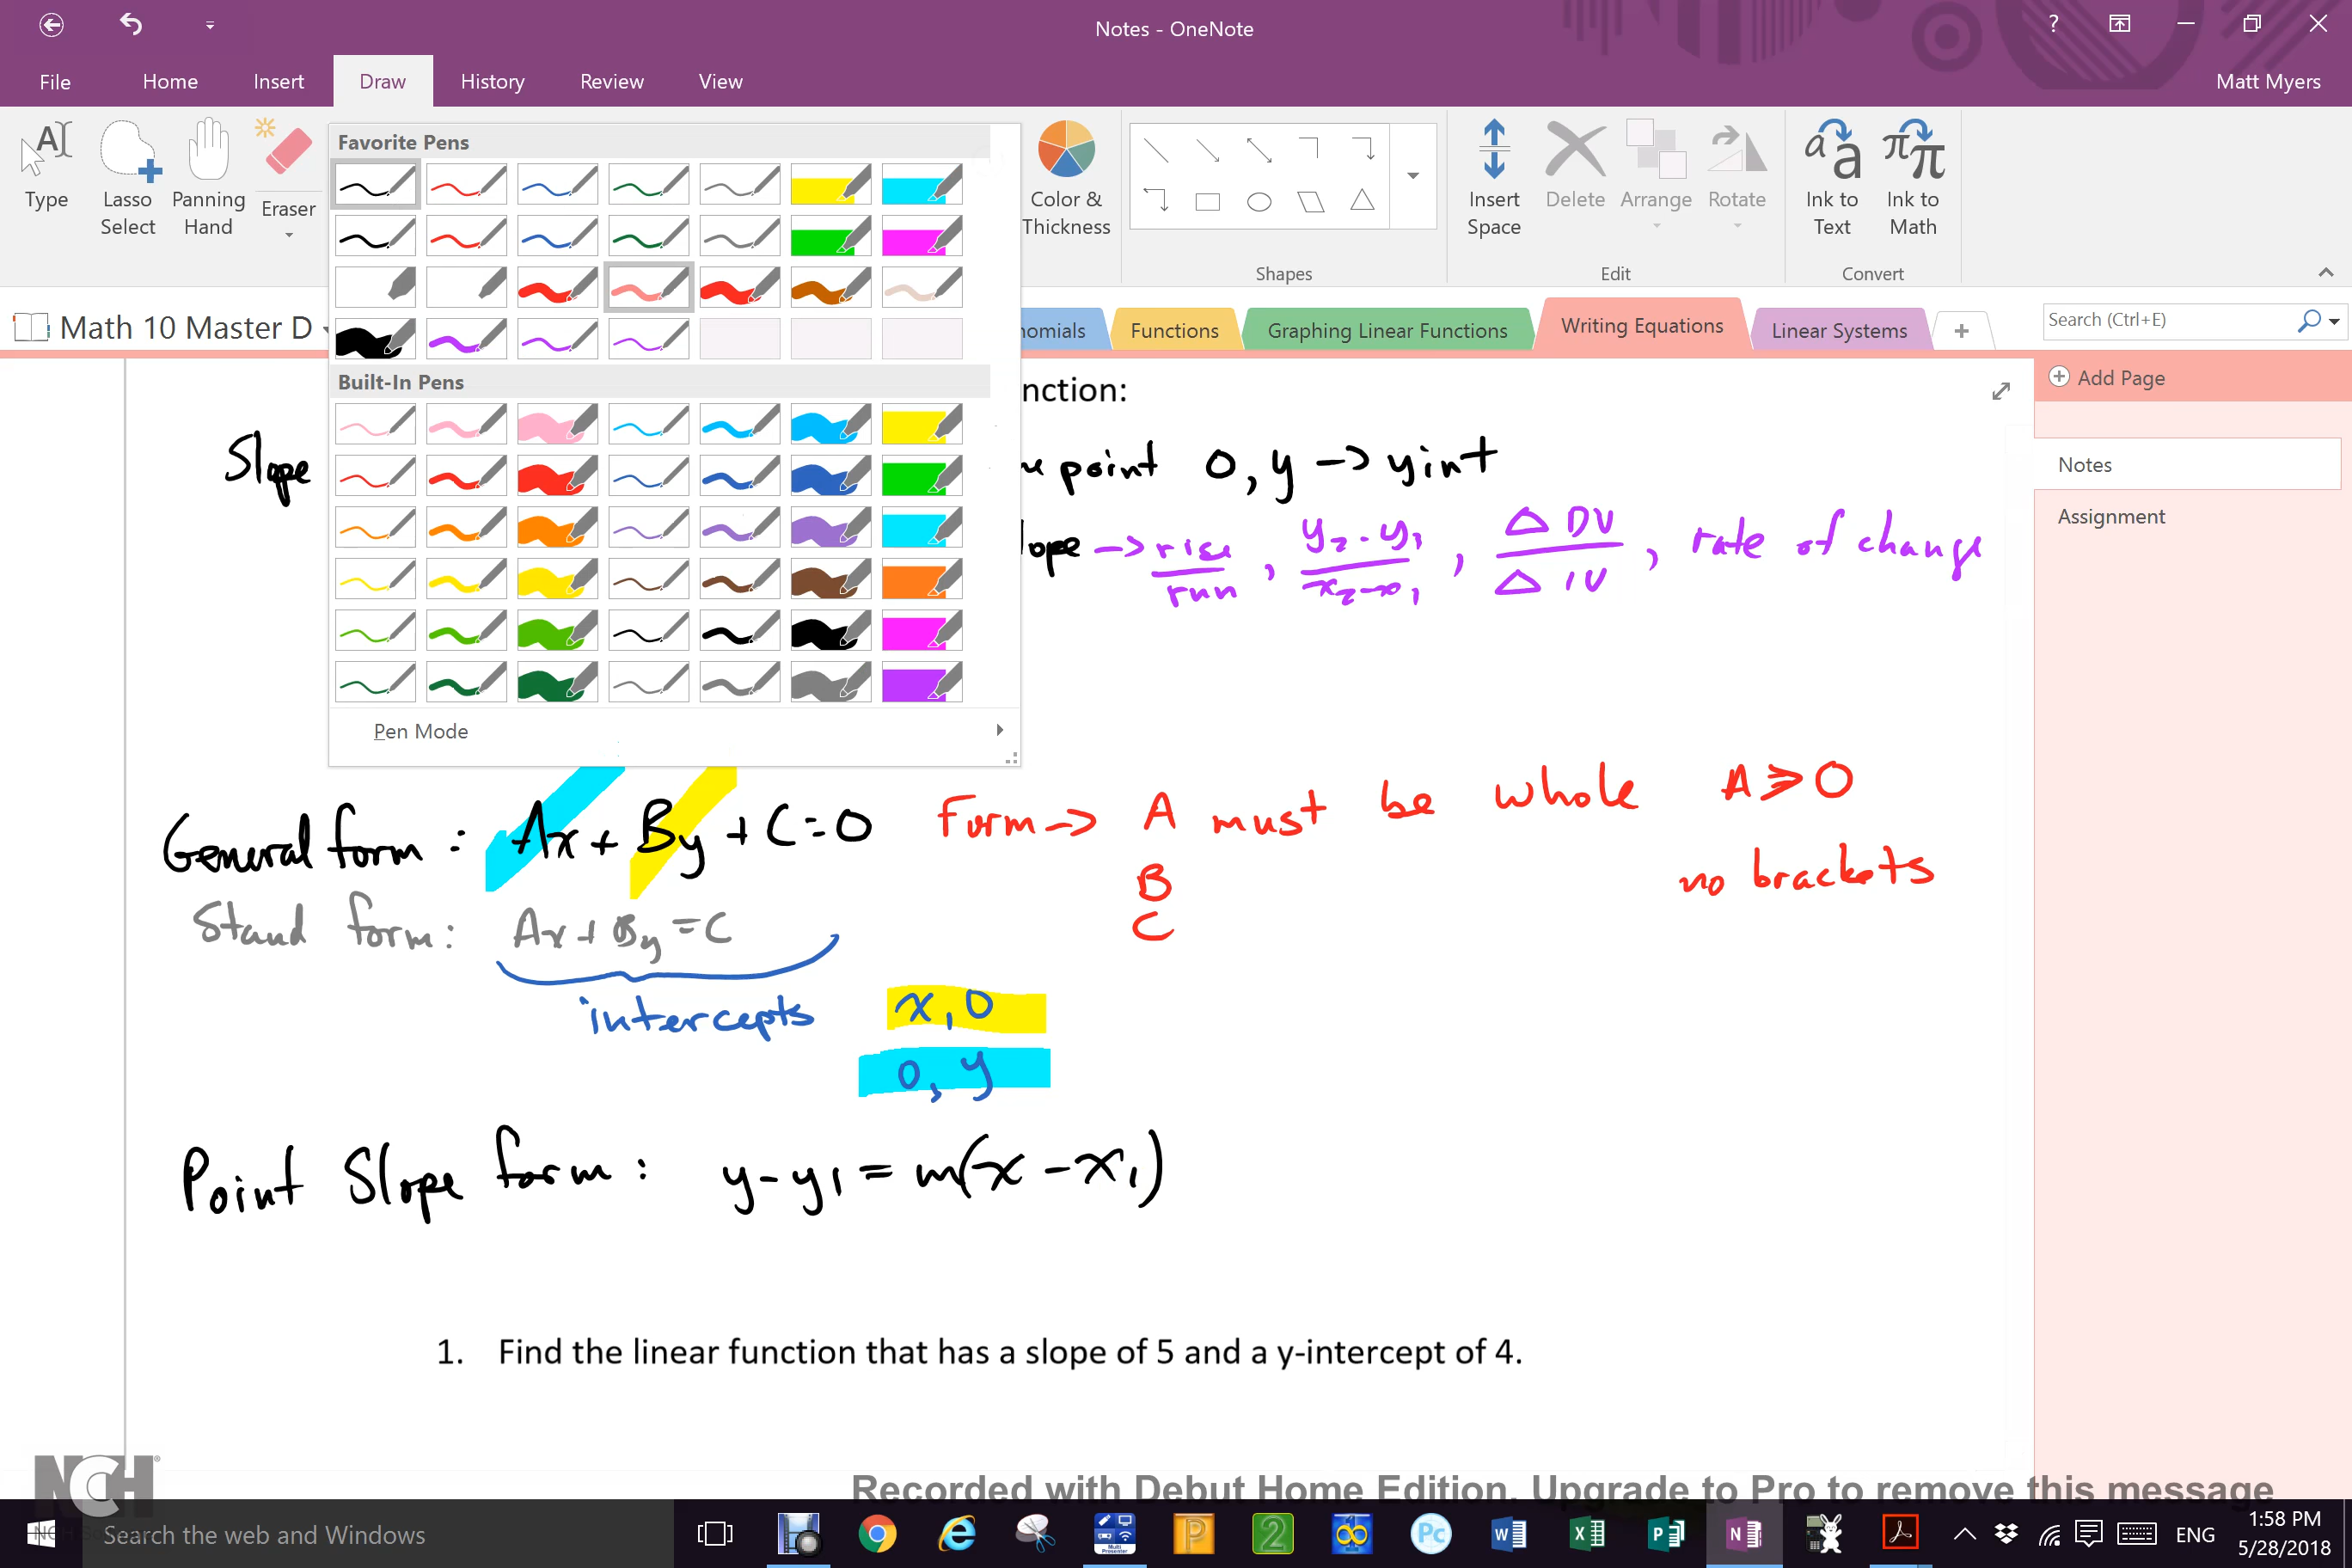 Notes - OneNote
?
File Home Insert Draw History Review View Matt Myers
Type
Lasso Select
Panning Hand
Eraser
Favorite Pens
Built-In Pens
Pen Mode
Color & Thickness
Shapes
Insert Space
Delete
Arrange
Rotate
Edit
Ink to Text
Ink to Math
Convert
Math 10 Master D
nomials Functions Graphing Linear Functions Writing Equations Linear Systems + Search (Ctrl+E)
Add Page
Notes
Assignment
nction:
Slope
point 0, y -> y int
lope -> rise/run , y₂-y₁/x₂-x₁ , Δ DV/Δ IV , rate of change
General form : Ax + By + C = 0 Form -> A must be whole A ⩾ 0
B no brackets
C
Stand form: Ax + By = C
intercepts x, 0
0, y
Point Slope form : y - y₁ = m(x - x₁)
1. Find the linear function that has a slope of 5 and a y-intercept of 4.
NCH
Recorded with Debut Home Edition. Upgrade to Pro to remove this message
Search the web and Windows
ENG
1:58 PM
5/28/2018